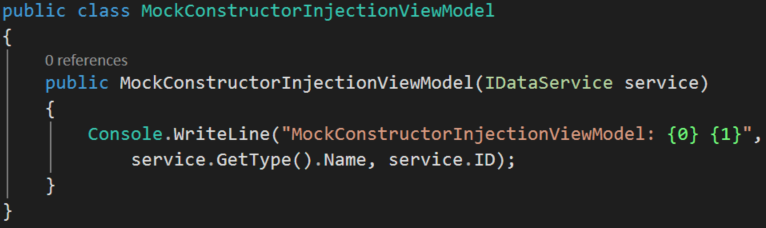 public class MockConstructorInjectionViewModel
{
0 references
public MockConstructorInjectionViewModel(IDataService service)
{
Console.WriteLine("MockConstructorInjectionViewModel: {0} {1}",
service.GetType().Name, service.ID);
}
}